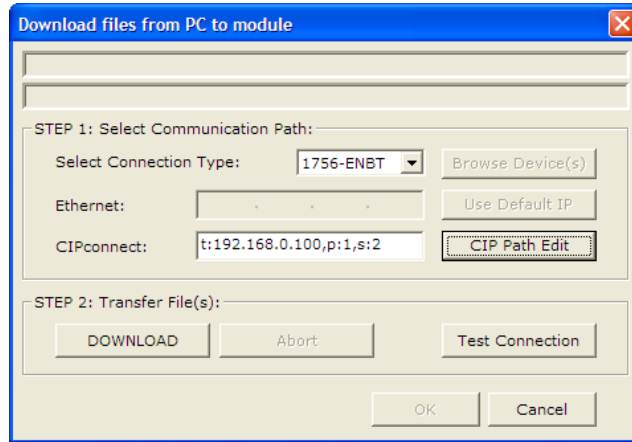 Download files from PC to module
STEP 1: Select Communication Path:
Select Connection Type: 1756-ENBT Browse Device(s)
Ethernet: . . . Use Default IP
CIPconnect: t:192.168.0.100,p:1,s:2 CIP Path Edit
STEP 2: Transfer File(s):
DOWNLOAD Abort Test Connection
OK Cancel